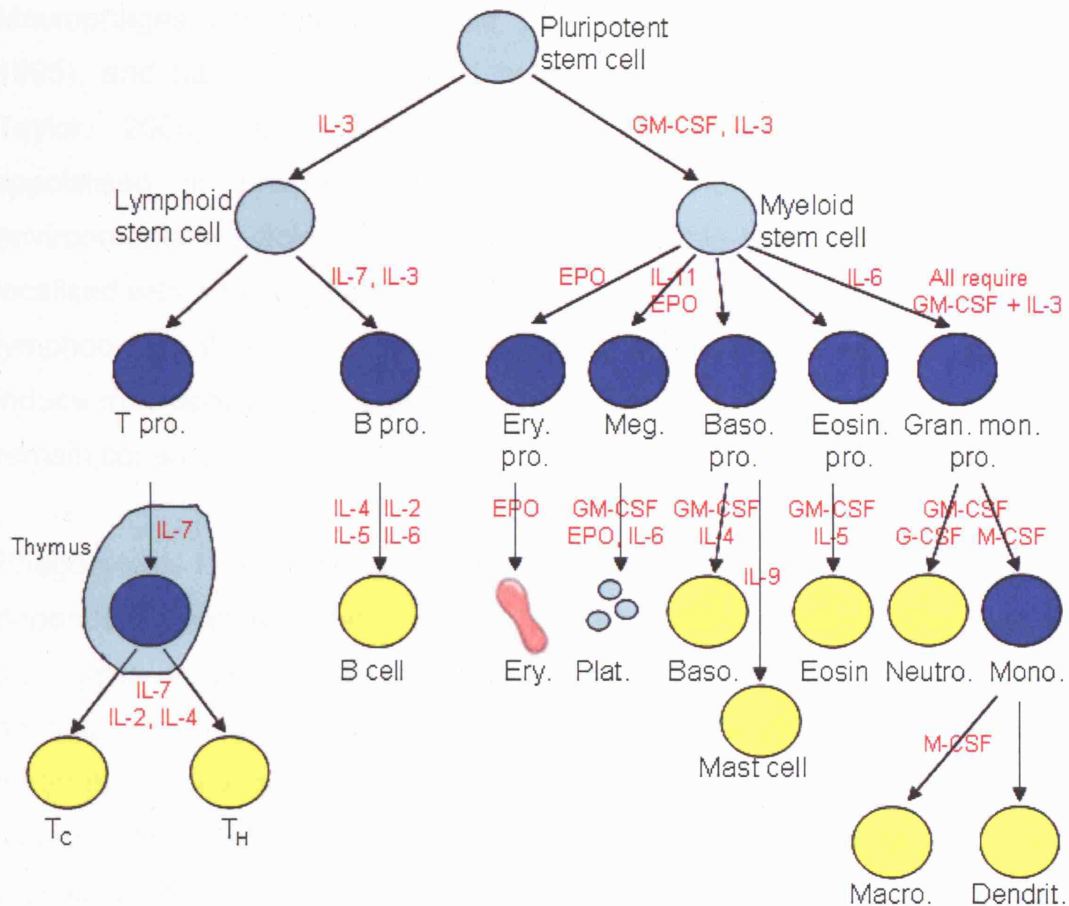 Pluripotent
stem cell
IL-3
GM-CSF, IL-3
Lymphoid
stem cell
Myeloid
stem cell
IL-7, IL-3
EPO
IL-11
EPO
IL-6
All require
GM-CSF + IL-3
T pro.
B pro.
Ery.
pro.
Meg.
Baso.
pro.
Eosin.
pro.
Gran. mon.
pro.
Thymus
IL-7
IL-4
IL-2
IL-5
IL-6
EPO
GM-CSF
EPO, IL-6
GM-CSF
IL-4
IL-9
GM-CSF
IL-5
GM-CSF
G-CSF
M-CSF
B cell
Ery.
Plat.
Baso.
Eosin
Neutro.
Mono.
IL-7
IL-2, IL-4
Mast cell
M-CSF
TC
TH
Macro.
Dendrit.